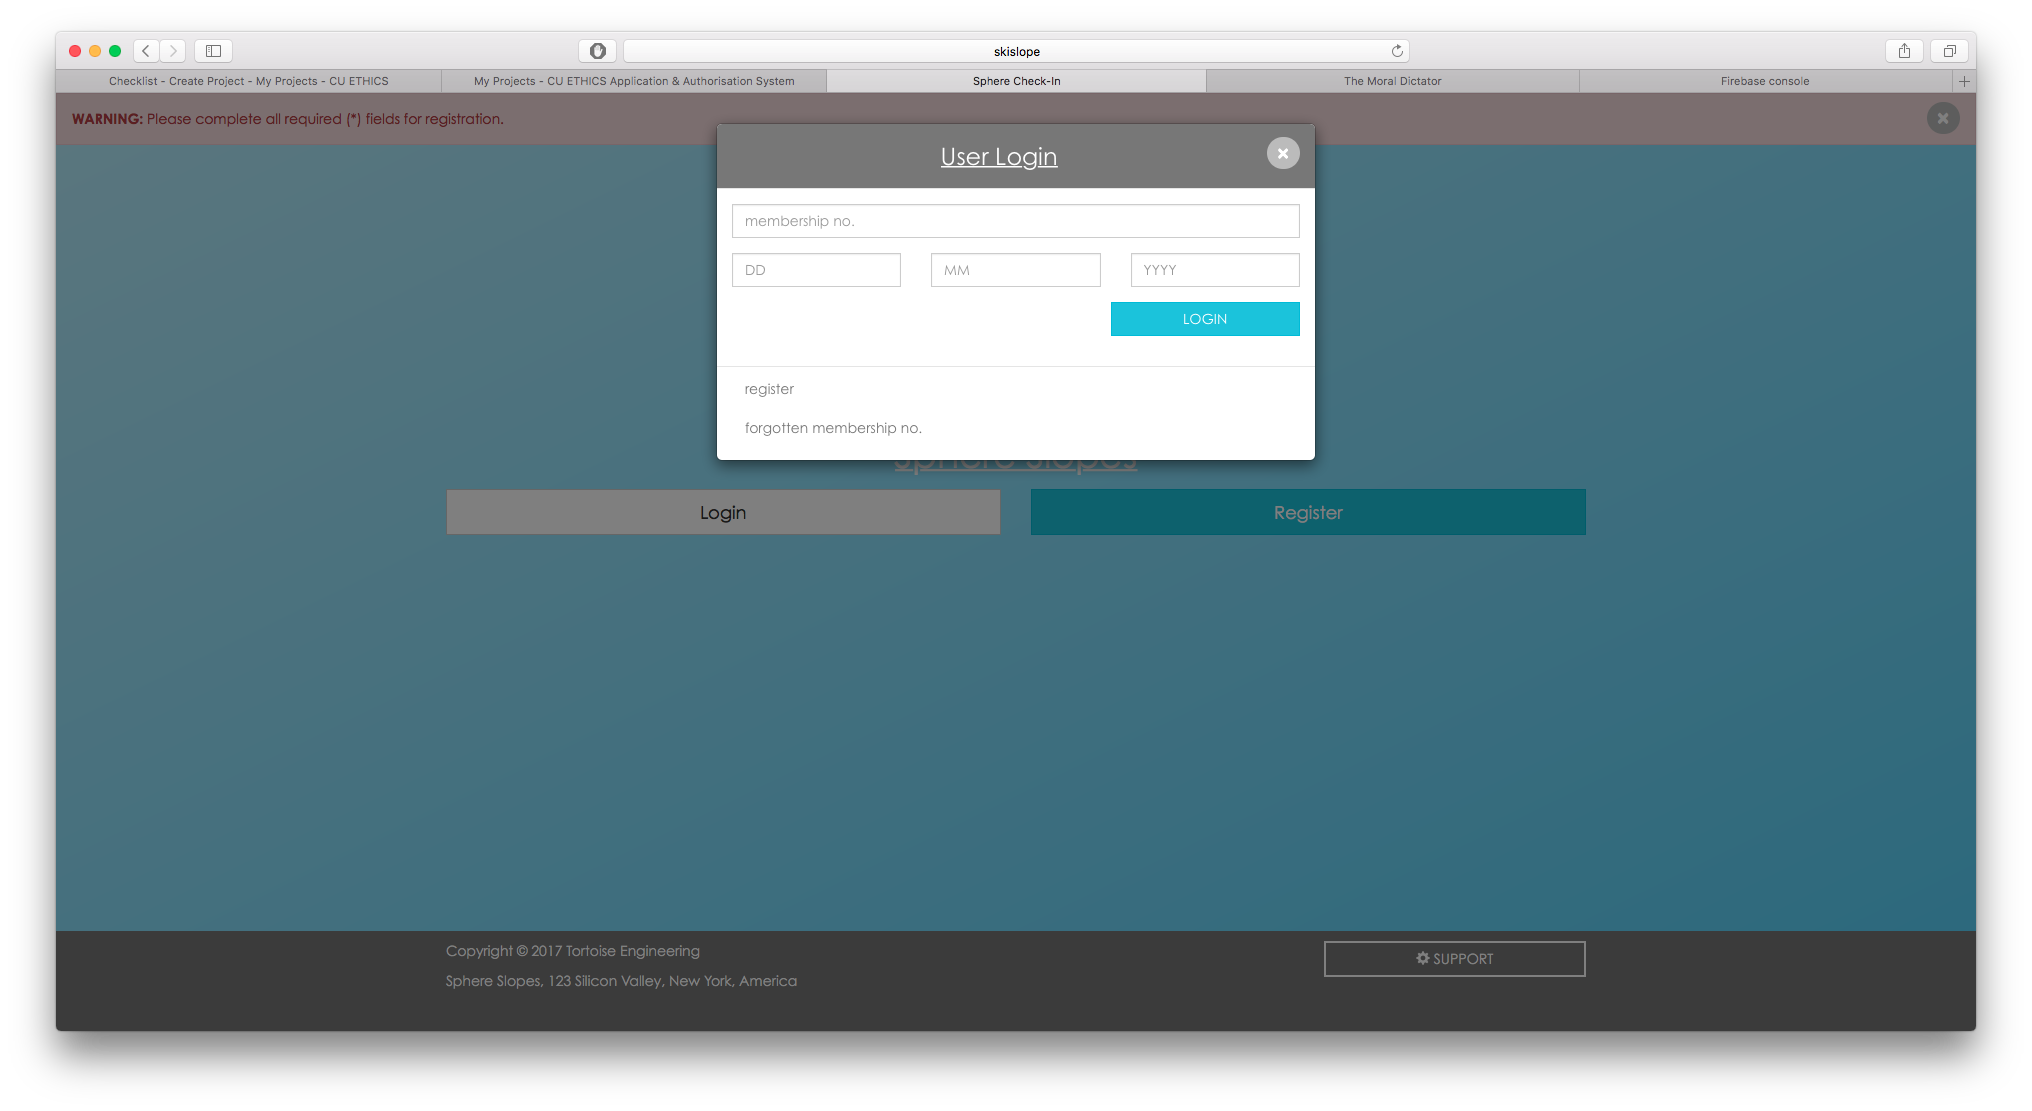 skislope
Checklist - Create Project - My Projects - CU ETHICS
My Projects - CU ETHICS Application & Authorisation System
Sphere Check-In
The Moral Dictator
Firebase console
WARNING: Please complete all required (*) fields for registration.
User Login
membership no.
DD MM YYYY
LOGIN
register
forgotten membership no.
Sphere Slopes
Login Register
Copyright © 2017 Tortoise Engineering
SUPPORT
Sphere Slopes, 123 Silicon Valley, New York, America